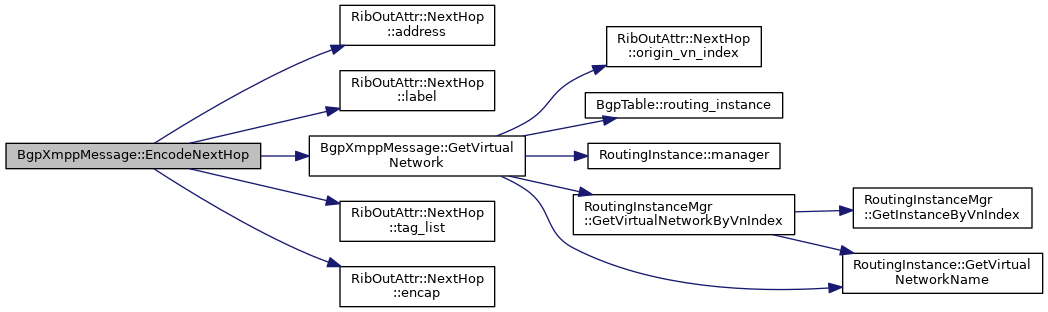 BgpXmppMessage::EncodeNextHop
RibOutAttr::NextHop
::address
RibOutAttr::NextHop
::label
BgpXmppMessage::GetVirtual
Network
RibOutAttr::NextHop
::tag_list
RibOutAttr::NextHop
::encap
RibOutAttr::NextHop
::origin_vn_index
BgpTable::routing_instance
RoutingInstance::manager
RoutingInstanceMgr
::GetVirtualNetworkByVnIndex
RoutingInstanceMgr
::GetInstanceByVnIndex
RoutingInstance::GetVirtual
NetworkName